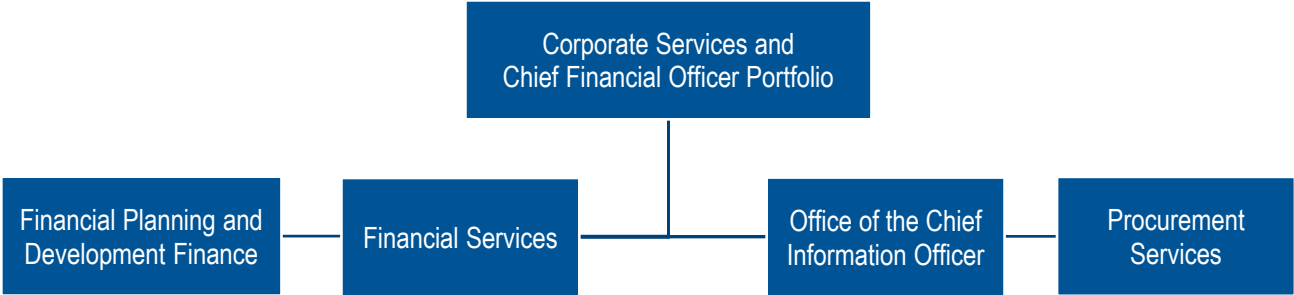 Corporate Services and
Chief Financial Officer Portfolio
Financial Planning and
Development Finance
Financial Services
Office of the Chief
Information Officer
Procurement
Services